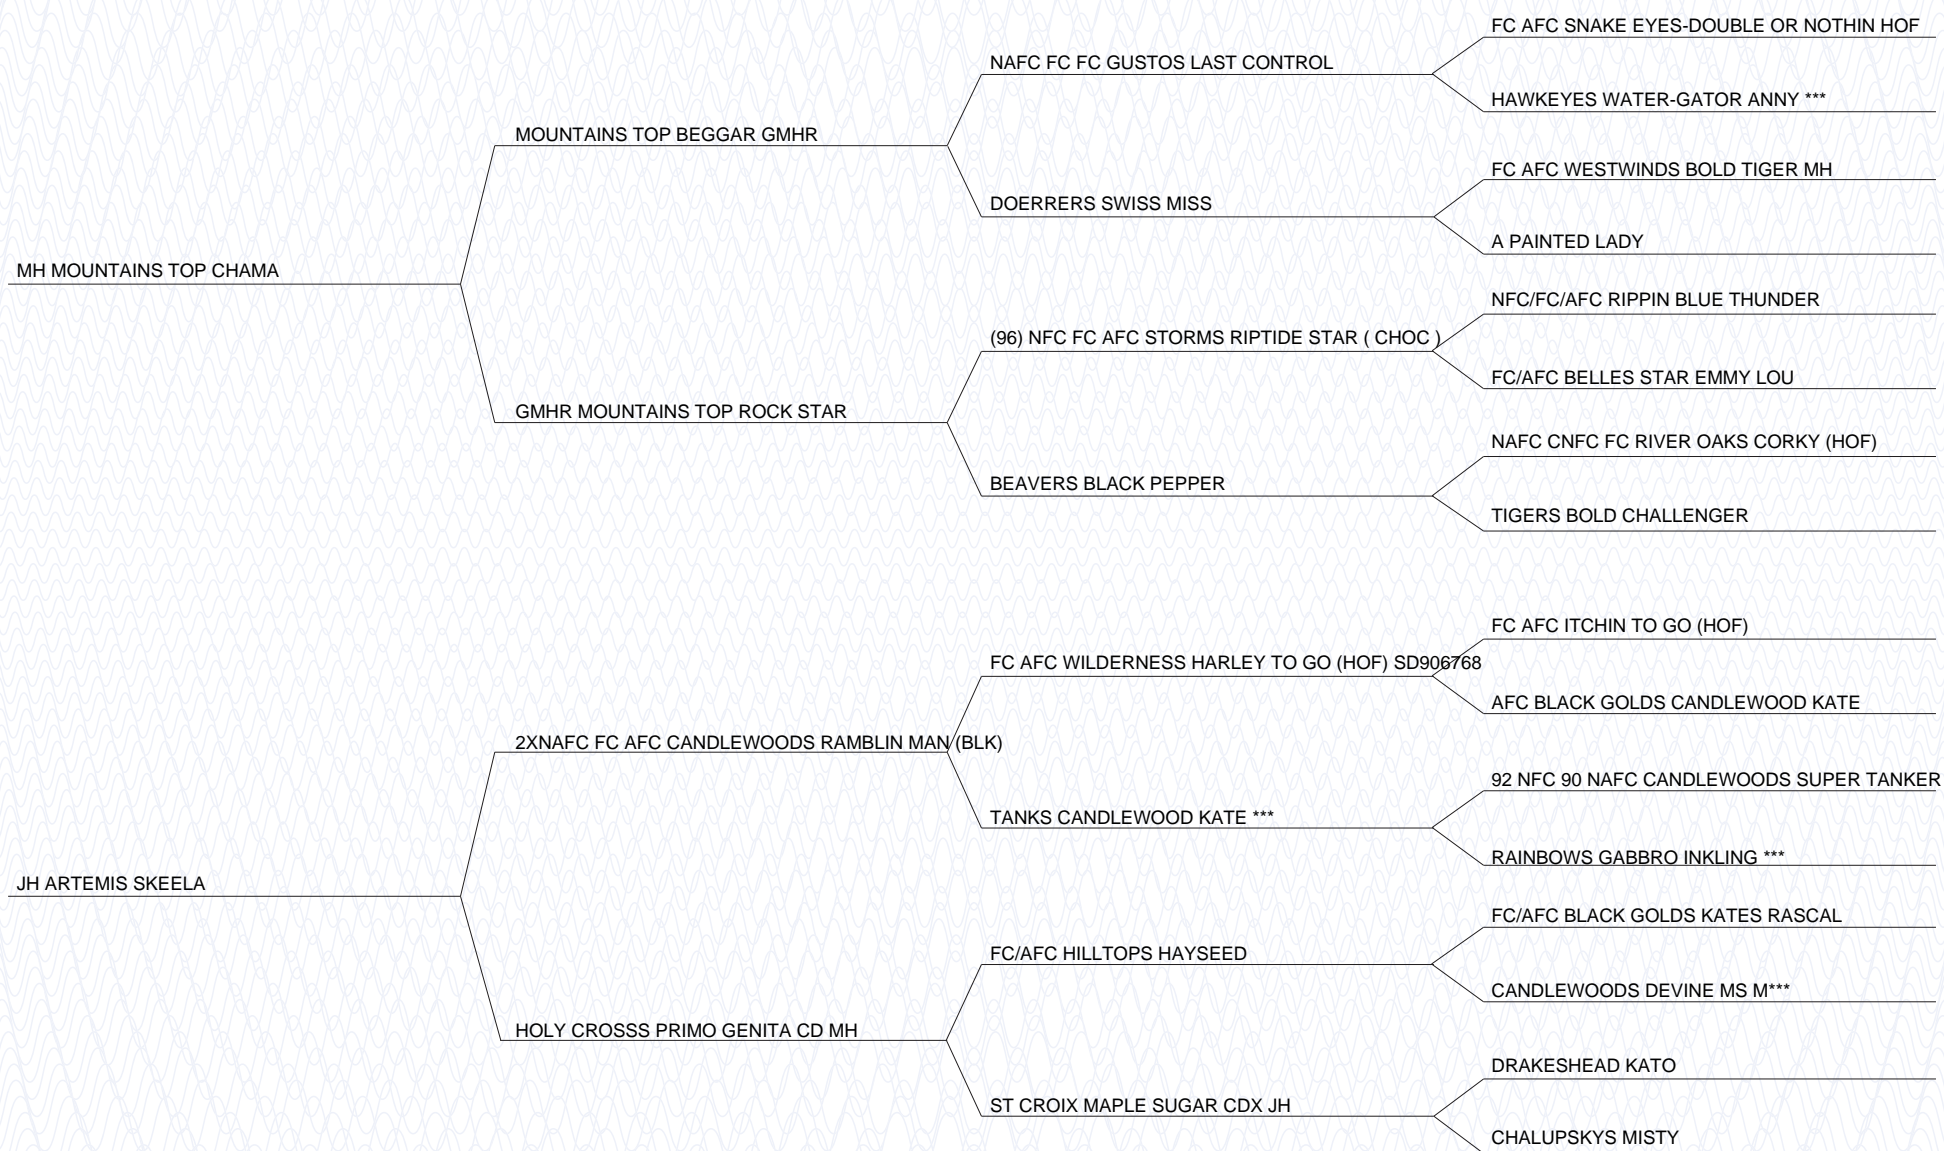 FC AFC SNAKE EYES-DOUBLE OR NOTHIN HOF
NAFC FC FC GUSTOS LAST CONTROL
HAWKEYES WATER-GATOR ANNY ***
MOUNTAINS TOP BEGGAR GMHR
FC AFC WESTWINDS BOLD TIGER MH
DOERRERS SWISS MISS
A PAINTED LADY
MH MOUNTAINS TOP CHAMA
NFC/FC/AFC RIPPIN BLUE THUNDER
(96) NFC FC AFC STORMS RIPTIDE STAR ( CHOC )
FC/AFC BELLES STAR EMMY LOU
GMHR MOUNTAINS TOP ROCK STAR
NAFC CNFC FC RIVER OAKS CORKY (HOF)
BEAVERS BLACK PEPPER
TIGERS BOLD CHALLENGER
FC AFC ITCHIN TO GO (HOF)
FC AFC WILDERNESS HARLEY TO GO (HOF) SD906768
AFC BLACK GOLDS CANDLEWOOD KATE
2XNAFC FC AFC CANDLEWOODS RAMBLIN MAN (BLK)
92 NFC 90 NAFC CANDLEWOODS SUPER TANKER
TANKS CANDLEWOOD KATE ***
RAINBOWS GABBRO INKLING ***
JH ARTEMIS SKEELA
FC/AFC BLACK GOLDS KATES RASCAL
FC/AFC HILLTOPS HAYSEED
CANDLEWOODS DEVINE MS M***
HOLY CROSSS PRIMO GENITA CD MH
DRAKESHEAD KATO
ST CROIX MAPLE SUGAR CDX JH
CHALUPSKYS MISTY